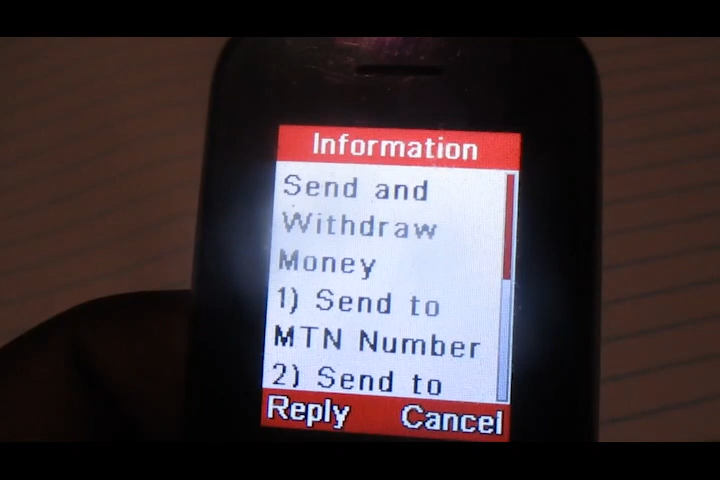 Information
Send and
Withdraw
Money
1) Send to
MTN Number
2) Send to
Reply Cancel